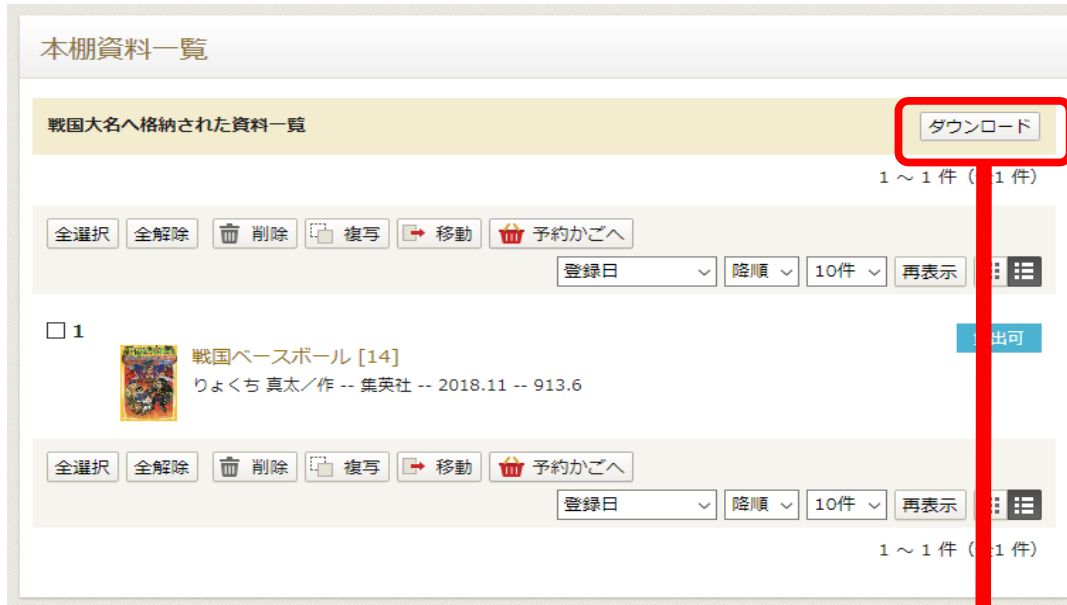 本棚資料一覧
戦国大名へ格納された資料一覧 ダウンロード
1 ～ 1 件 ( 1 件)
全選択 全解除 削除 複写 移動 予約かごへ
登録日 降順 10件 再表示
1 出可
戦国ベースボール [14]
りょくち 真太／作 -- 集英社 -- 2018.11 -- 913.6
全選択 全解除 削除 複写 移動 予約かごへ
登録日 降順 10件 再表示
1 ～ 1 件 ( 1 件)